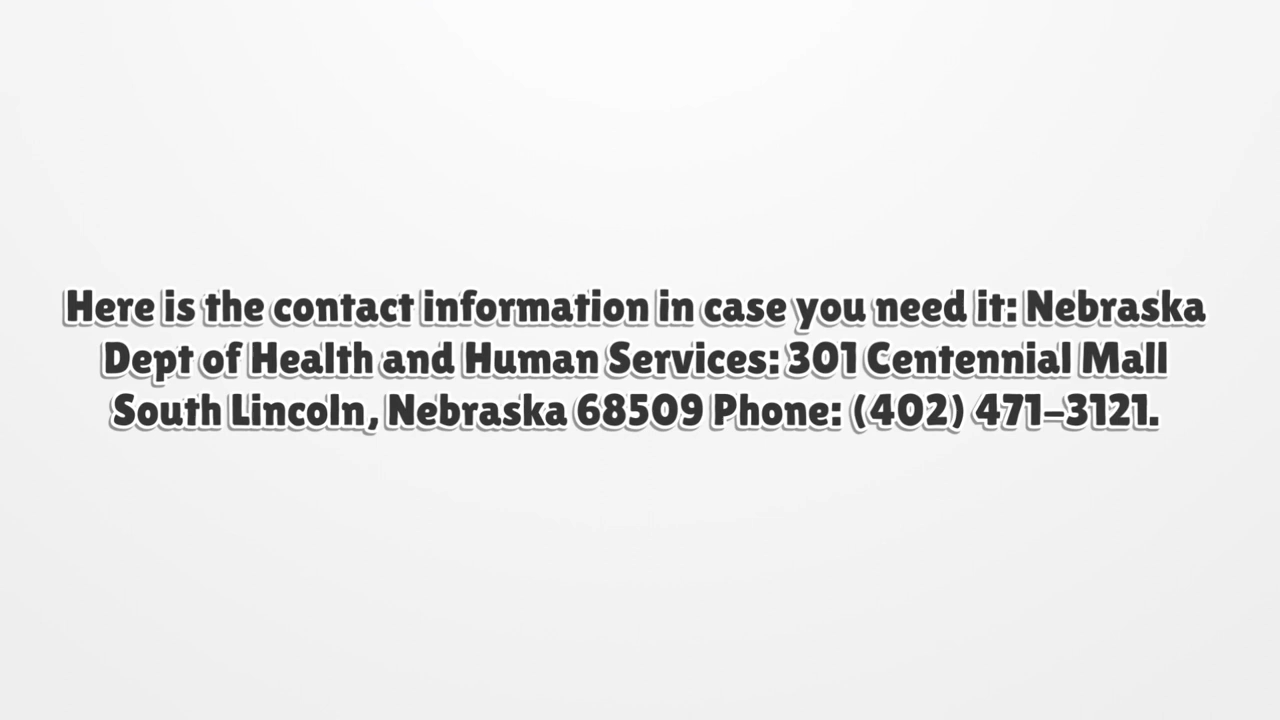 Here is the contact information in case you need it: Nebraska
Dept of Health and Human Services: 301 Centennial Mall
South Lincoln, Nebraska 68509 Phone: (402) 471-3121.